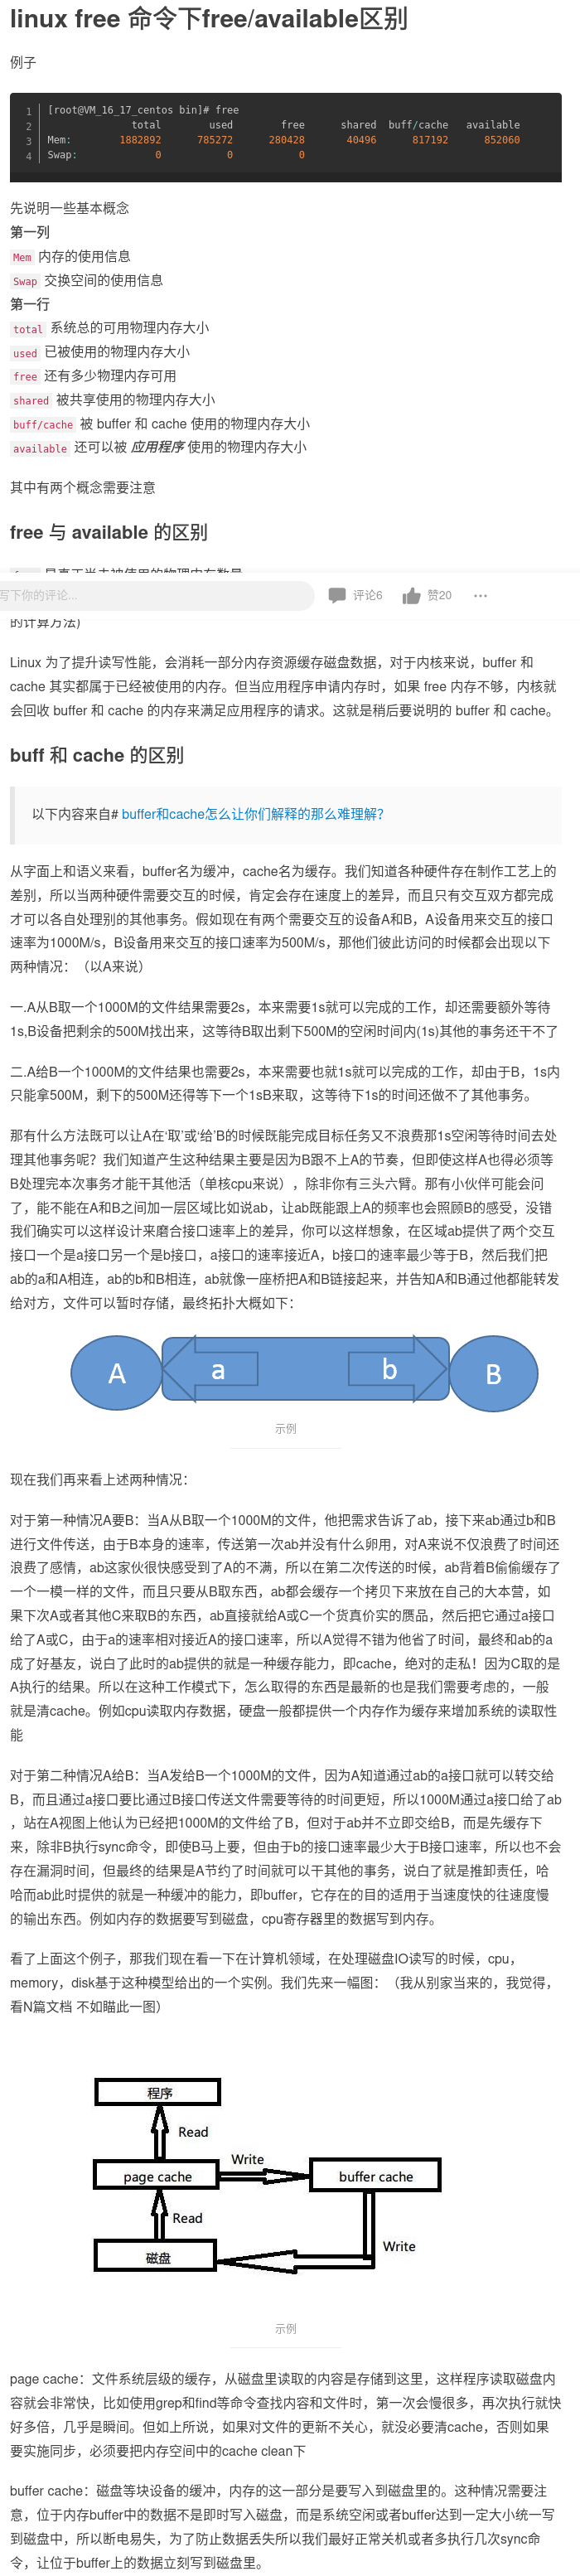 linux free 命令下free/available区别
例子
1 [root@VM_16_17_centos bin]# free
2 total used free shared buff/cache available
3 Mem: 1882892 785272 280428 40496 817192 852060
4 Swap: 0 0 0
先说明一些基本概念
第一列
Mem 内存的使用信息
Swap 交换空间的使用信息
第一行
total 系统总的可用物理内存大小
used 已被使用的物理内存大小
free 还有多少物理内存可用
shared 被共享使用的物理内存大小
buff/cache 被 buffer 和 cache 使用的物理内存大小
available 还可以被 应用程序 使用的物理内存大小
其中有两个概念需要注意
free 与 available 的区别
写下你的评论... 评论6 赞20 ...
的计算方法)
Linux 为了提升读写性能，会消耗一部分内存资源缓存磁盘数据，对于内核来说，buffer 和
cache 其实都属于已经被使用的内存。但当应用程序申请内存时，如果 free 内存不够，内核就
会回收 buffer 和 cache 的内存来满足应用程序的请求。这就是稍后要说明的 buffer 和 cache。
buff 和 cache 的区别
以下内容来自# buffer和cache怎么让你们解释的那么难理解？
从字面上和语义来看，buffer名为缓冲，cache名为缓存。我们知道各种硬件存在制作工艺上的
差别，所以当两种硬件需要交互的时候，肯定会存在速度上的差异，而且只有交互双方都完成
才可以各自处理别的其他事务。假如现在有两个需要交互的设备A和B，A设备用来交互的接口
速率为1000M/s，B设备用来交互的接口速率为500M/s，那他们彼此访问的时候都会出现以下
两种情况：（以A来说）
一.A从B取一个1000M的文件结果需要2s，本来需要1s就可以完成的工作，却还需要额外等待
1s,B设备把剩余的500M找出来，这等待B取出剩下500M的空闲时间内(1s)其他的事务还干不了
二.A给B一个1000M的文件结果也需要2s，本来需要也就1s就可以完成的工作，却由于B，1s内
只能拿500M，剩下的500M还得等下一个1sB来取，这等待下1s的时间还做不了其他事务。
那有什么方法既可以让A在‘取’或‘给’B的时候既能完成目标任务又不浪费那1s空闲等待时间去处
理其他事务呢？我们知道产生这种结果主要是因为B跟不上A的节奏，但即使这样A也得必须等
B处理完本次事务才能干其他活（单核cpu来说），除非你有三头六臂。那有小伙伴可能会问
了，能不能在A和B之间加一层区域比如说ab，让ab既能跟上A的频率也会照顾B的感受，没错
我们确实可以这样设计来磨合接口速率上的差异，你可以这样想象，在区域ab提供了两个交互
接口一个是a接口另一个是b接口，a接口的速率接近A，b接口的速率最少等于B，然后我们把
ab的a和A相连，ab的b和B相连，ab就像一座桥把A和B链接起来，并告知A和B通过他都能转发
给对方，文件可以暂时存储，最终拓扑大概如下：
A a b B
示例
现在我们再来看上述两种情况：
对于第一种情况A要B：当A从B取一个1000M的文件，他把需求告诉了ab，接下来ab通过b和B
进行文件传送，由于B本身的速率，传送第一次ab并没有什么卵用，对A来说不仅浪费了时间还
浪费了感情，ab这家伙很快感受到了A的不满，所以在第二次传送的时候，ab背着B偷偷缓存了
一个一模一样的文件，而且只要从B取东西，ab都会缓存一个拷贝下来放在自己的大本营，如
果下次A或者其他C来取B的东西，ab直接就给A或C一个货真价实的赝品，然后把它通过a接口
给了A或C，由于a的速率相对接近A的接口速率，所以A觉得不错为他省了时间，最终和ab的a
成了好基友，说白了此时的ab提供的就是一种缓存能力，即cache，绝对的走私！因为C取的是
A执行的结果。所以在这种工作模式下，怎么取得的东西是最新的也是我们需要考虑的，一般
就是清cache。例如cpu读取内存数据，硬盘一般都提供一个内存作为缓存来增加系统的读取性
能
对于第二种情况A给B：当A发给B一个1000M的文件，因为A知道通过ab的a接口就可以转交给
B，而且通过a接口要比通过B接口传送文件需要等待的时间更短，所以1000M通过a接口给了ab
，站在A视图上他认为已经把1000M的文件给了B，但对于ab并不立即交给B，而是先缓存下
来，除非B执行sync命令，即使B马上要，但由于b的接口速率最少大于B接口速率，所以也不会
存在漏洞时间，但最终的结果是A节约了时间就可以干其他的事务，说白了就是推卸责任，哈
哈而ab此时提供的就是一种缓冲的能力，即buffer，它存在的目的适用于当速度快的往速度慢
的输出东西。例如内存的数据要写到磁盘，cpu寄存器里的数据写到内存。
看了上面这个例子，那我们现在看一下在计算机领域，在处理磁盘IO读写的时候，cpu，
memory，disk基于这种模型给出的一个实例。我们先来一幅图：（我从别家当来的，我觉得，
看N篇文档 不如瞄此一图）
程序
Read
Write
page cache buffer cache
Read
Write
磁盘
示例
page cache：文件系统层级的缓存，从磁盘里读取的内容是存储到这里，这样程序读取磁盘内
容就会非常快，比如使用grep和find等命令查找内容和文件时，第一次会慢很多，再次执行就快
好多倍，几乎是瞬间。但如上所说，如果对文件的更新不关心，就没必要清cache，否则如果
要实施同步，必须要把内存空间中的cache clean下
buffer cache：磁盘等块设备的缓冲，内存的这一部分是要写入到磁盘里的。这种情况需要注
意，位于内存buffer中的数据不是即时写入磁盘，而是系统空闲或者buffer达到一定大小统一写
到磁盘中，所以断电易失，为了防止数据丢失所以我们最好正常关机或者多执行几次sync命
令，让位于buffer上的数据立刻写到磁盘里。